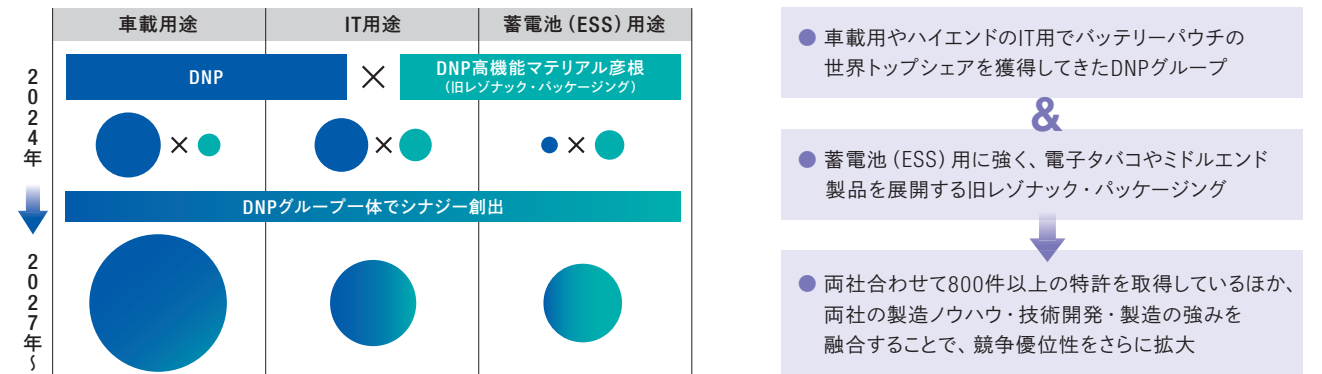 車載用途
IT用途
蓄電池（ESS）用途
2024年
DNP
×
DNP高機能マテリアル彦根
（旧レゾナック・パッケージング）
×
×
×
DNPグループ一体でシナジー創出
2027年～
● 車載用やハイエンドのIT用でバッテリーパウチの
世界トップシェアを獲得してきたDNPグループ
&
● 蓄電池（ESS）用に強く、電子タバコやミドルエンド
製品を展開する旧レゾナック・パッケージング
● 両社合わせて800件以上の特許を取得しているほか、
両社の製造ノウハウ・技術開発・製造の強みを
融合することで、競争優位性をさらに拡大